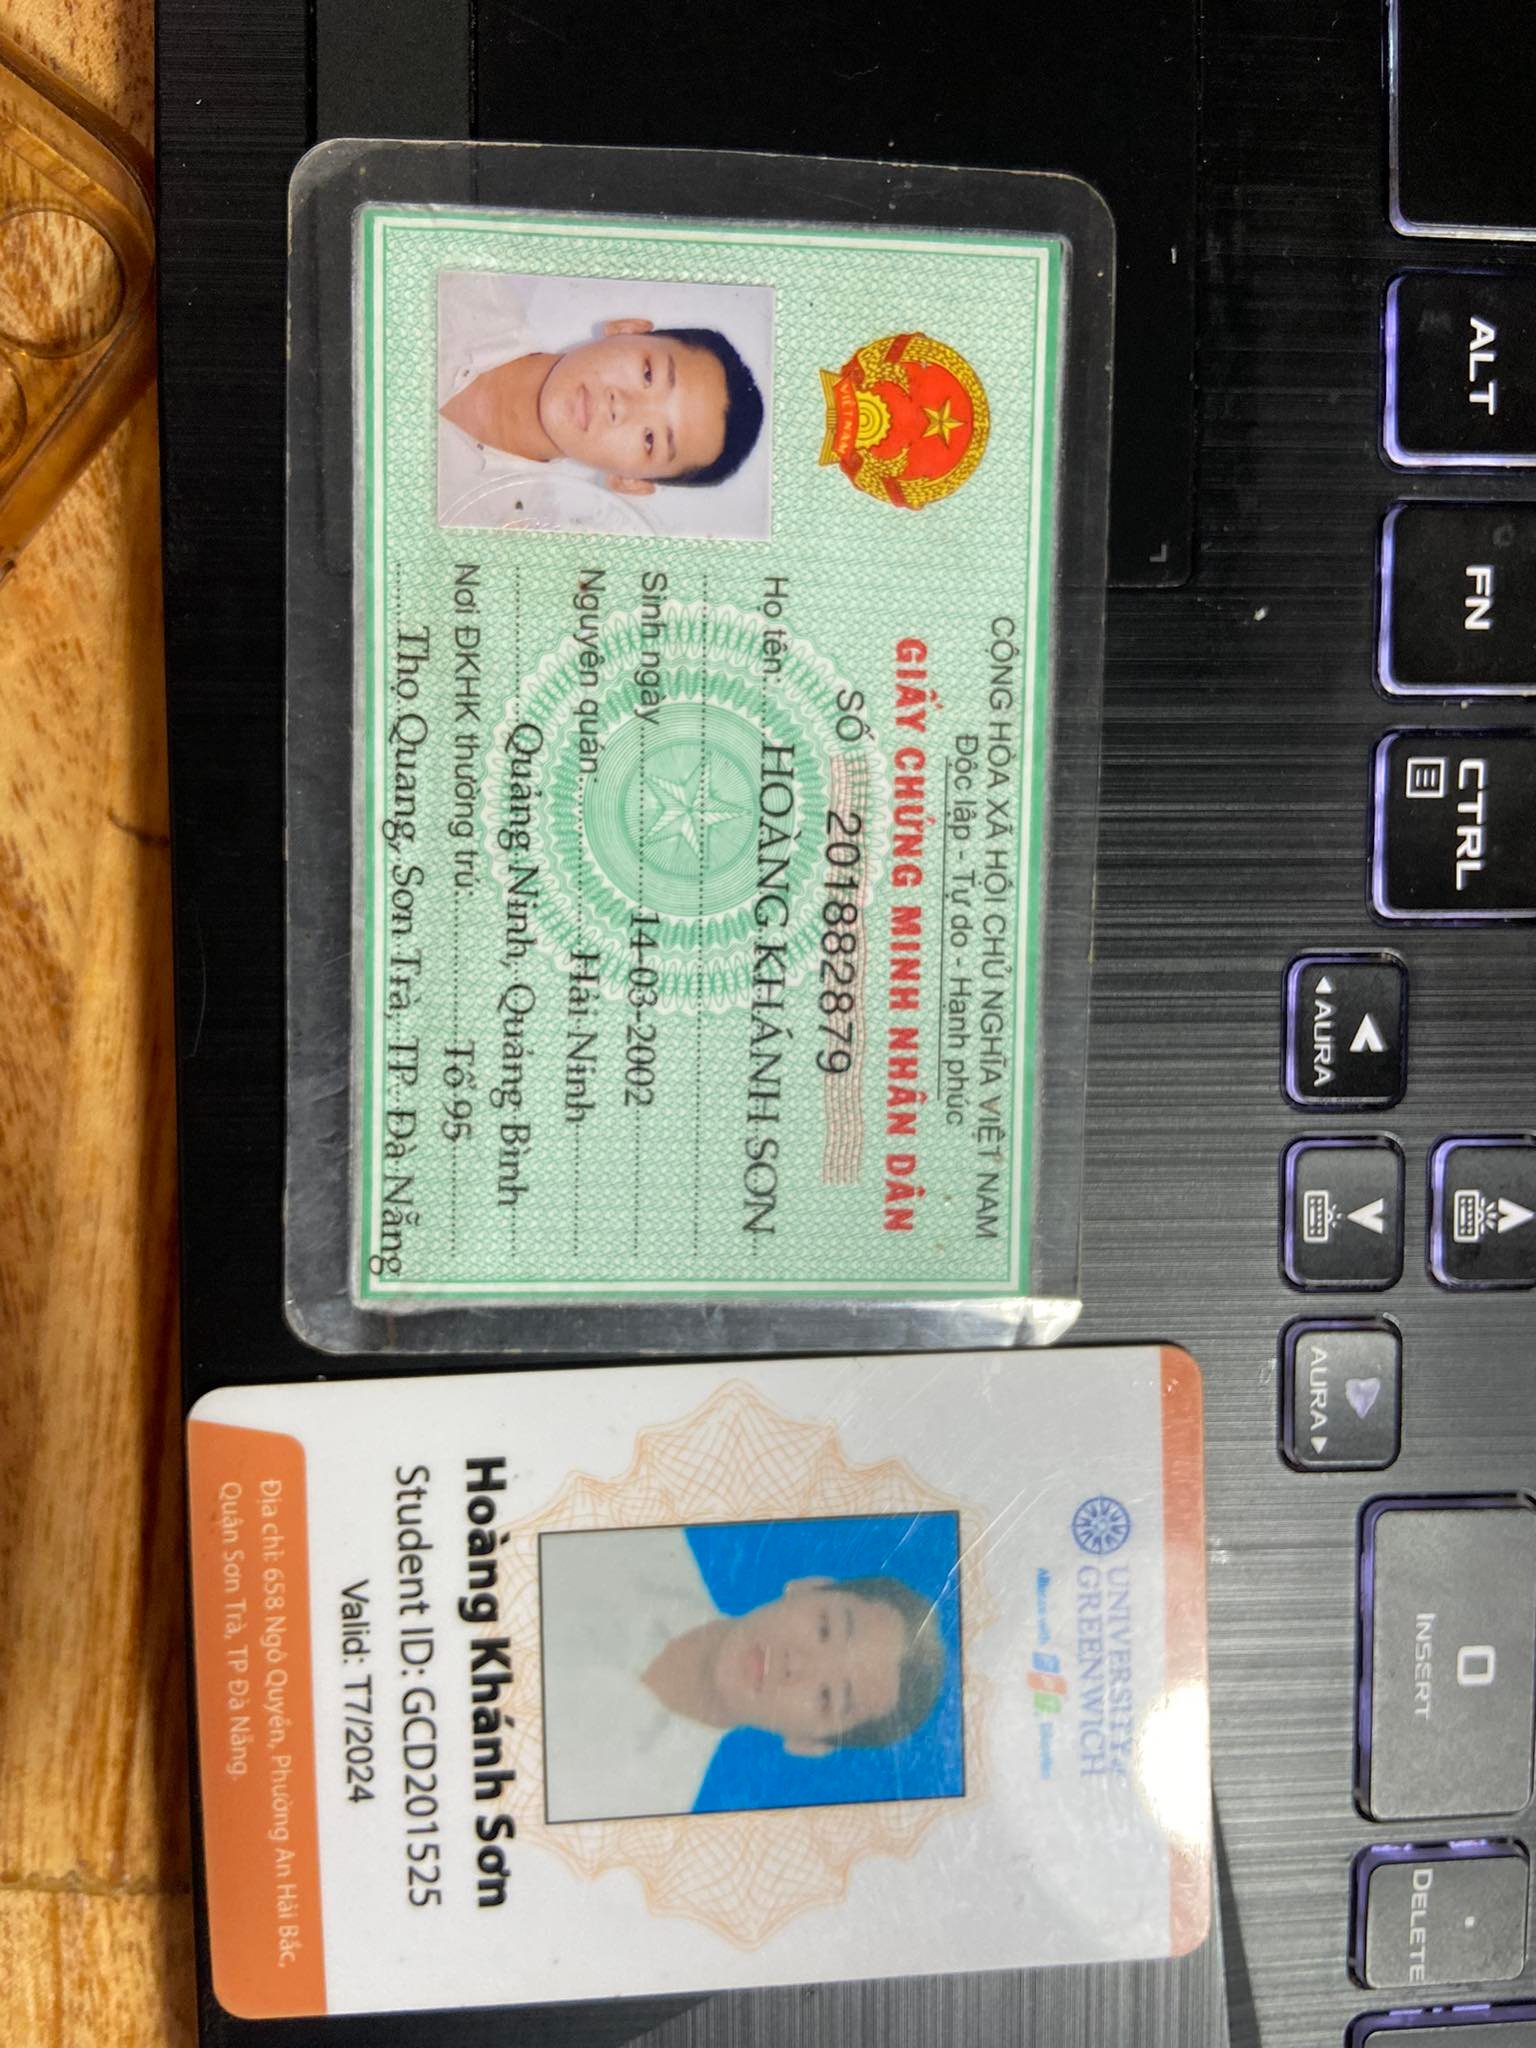 CỘNG HÒA XÃ HỘI CHỦ NGHĨA VIỆT NAM
Độc lập - Tự do - Hạnh phúc
GIẤY CHỨNG MINH NHÂN DÂN
SỐ 201882879
VIỆT NAM
Họ tên: HOÀNG KHÁNH SƠN
Sinh ngày 14-03-2002
Nguyên quán: Hải Ninh
Quảng Ninh, Quảng Bình
Nơi ĐKHK thường trú: Tổ 95
Thọ Quang, Sơn Trà, TP. Đà Nẵng
UNIVERSITY of
GREENWICH
Alliance with
Hoàng Khánh Sơn
Student ID: GCD201525
Valid: T7/2024
Địa chỉ: 658 Ngô Quyền, Phường An Hải Bắc,
Quận Sơn Trà, TP Đà Nẵng.
ALT
FN
CTRL
AURA
AURA
0
INSERT
.
DELETE